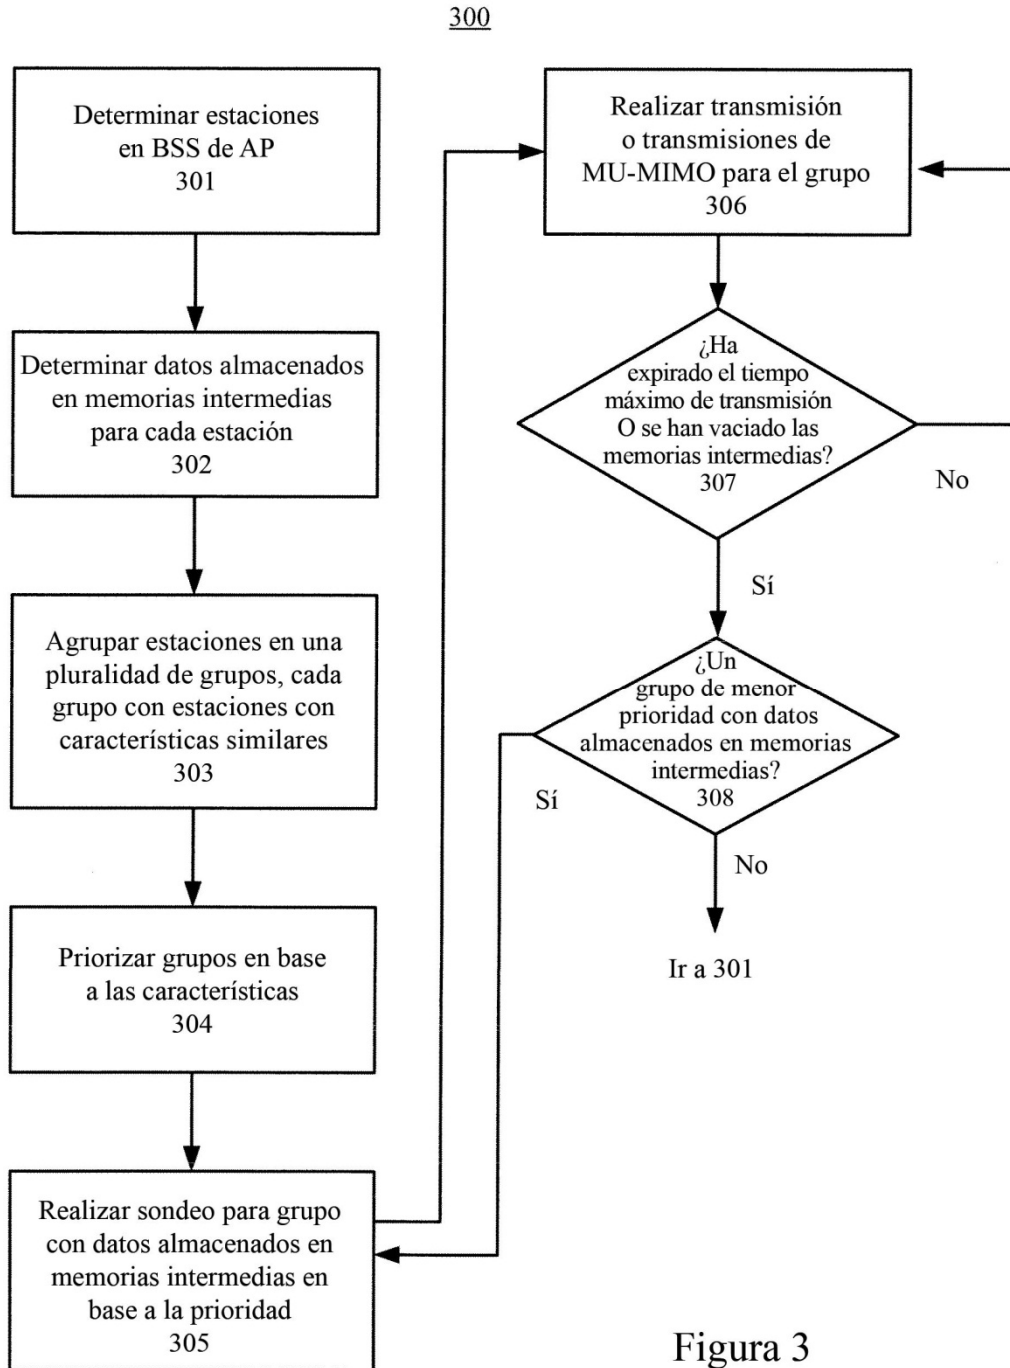 300
Determinar estaciones
en BSS de AP
301
Determinar datos almacenados
en memorias intermedias
para cada estación
302
Agrupar estaciones en una
pluralidad de grupos, cada
grupo con estaciones con
características similares
303
Priorizar grupos en base
a las características
304
Realizar sondeo para grupo
con datos almacenados en
memorias intermedias en
base a la prioridad
305
Realizar transmisión
o transmisiones de
MU-MIMO para el grupo
306
¿Ha
expirado el tiempo
máximo de transmisión
O se han vaciado las
memorias intermedias?
307
No
Sí
¿Un
grupo de menor
prioridad con datos
almacenados en memorias
intermedias?
308
Sí
No
Ir a 301
Figura 3